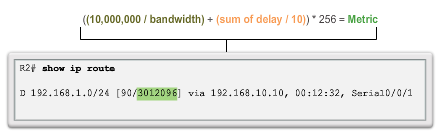 ((10,000,000 / bandwidth) + (sum of delay / 10)) * 256 = Metric
R2# show ip route
D 192.168.1.0/24 [90/3012096] via 192.168.10.10, 00:12:32, Serial0/0/1